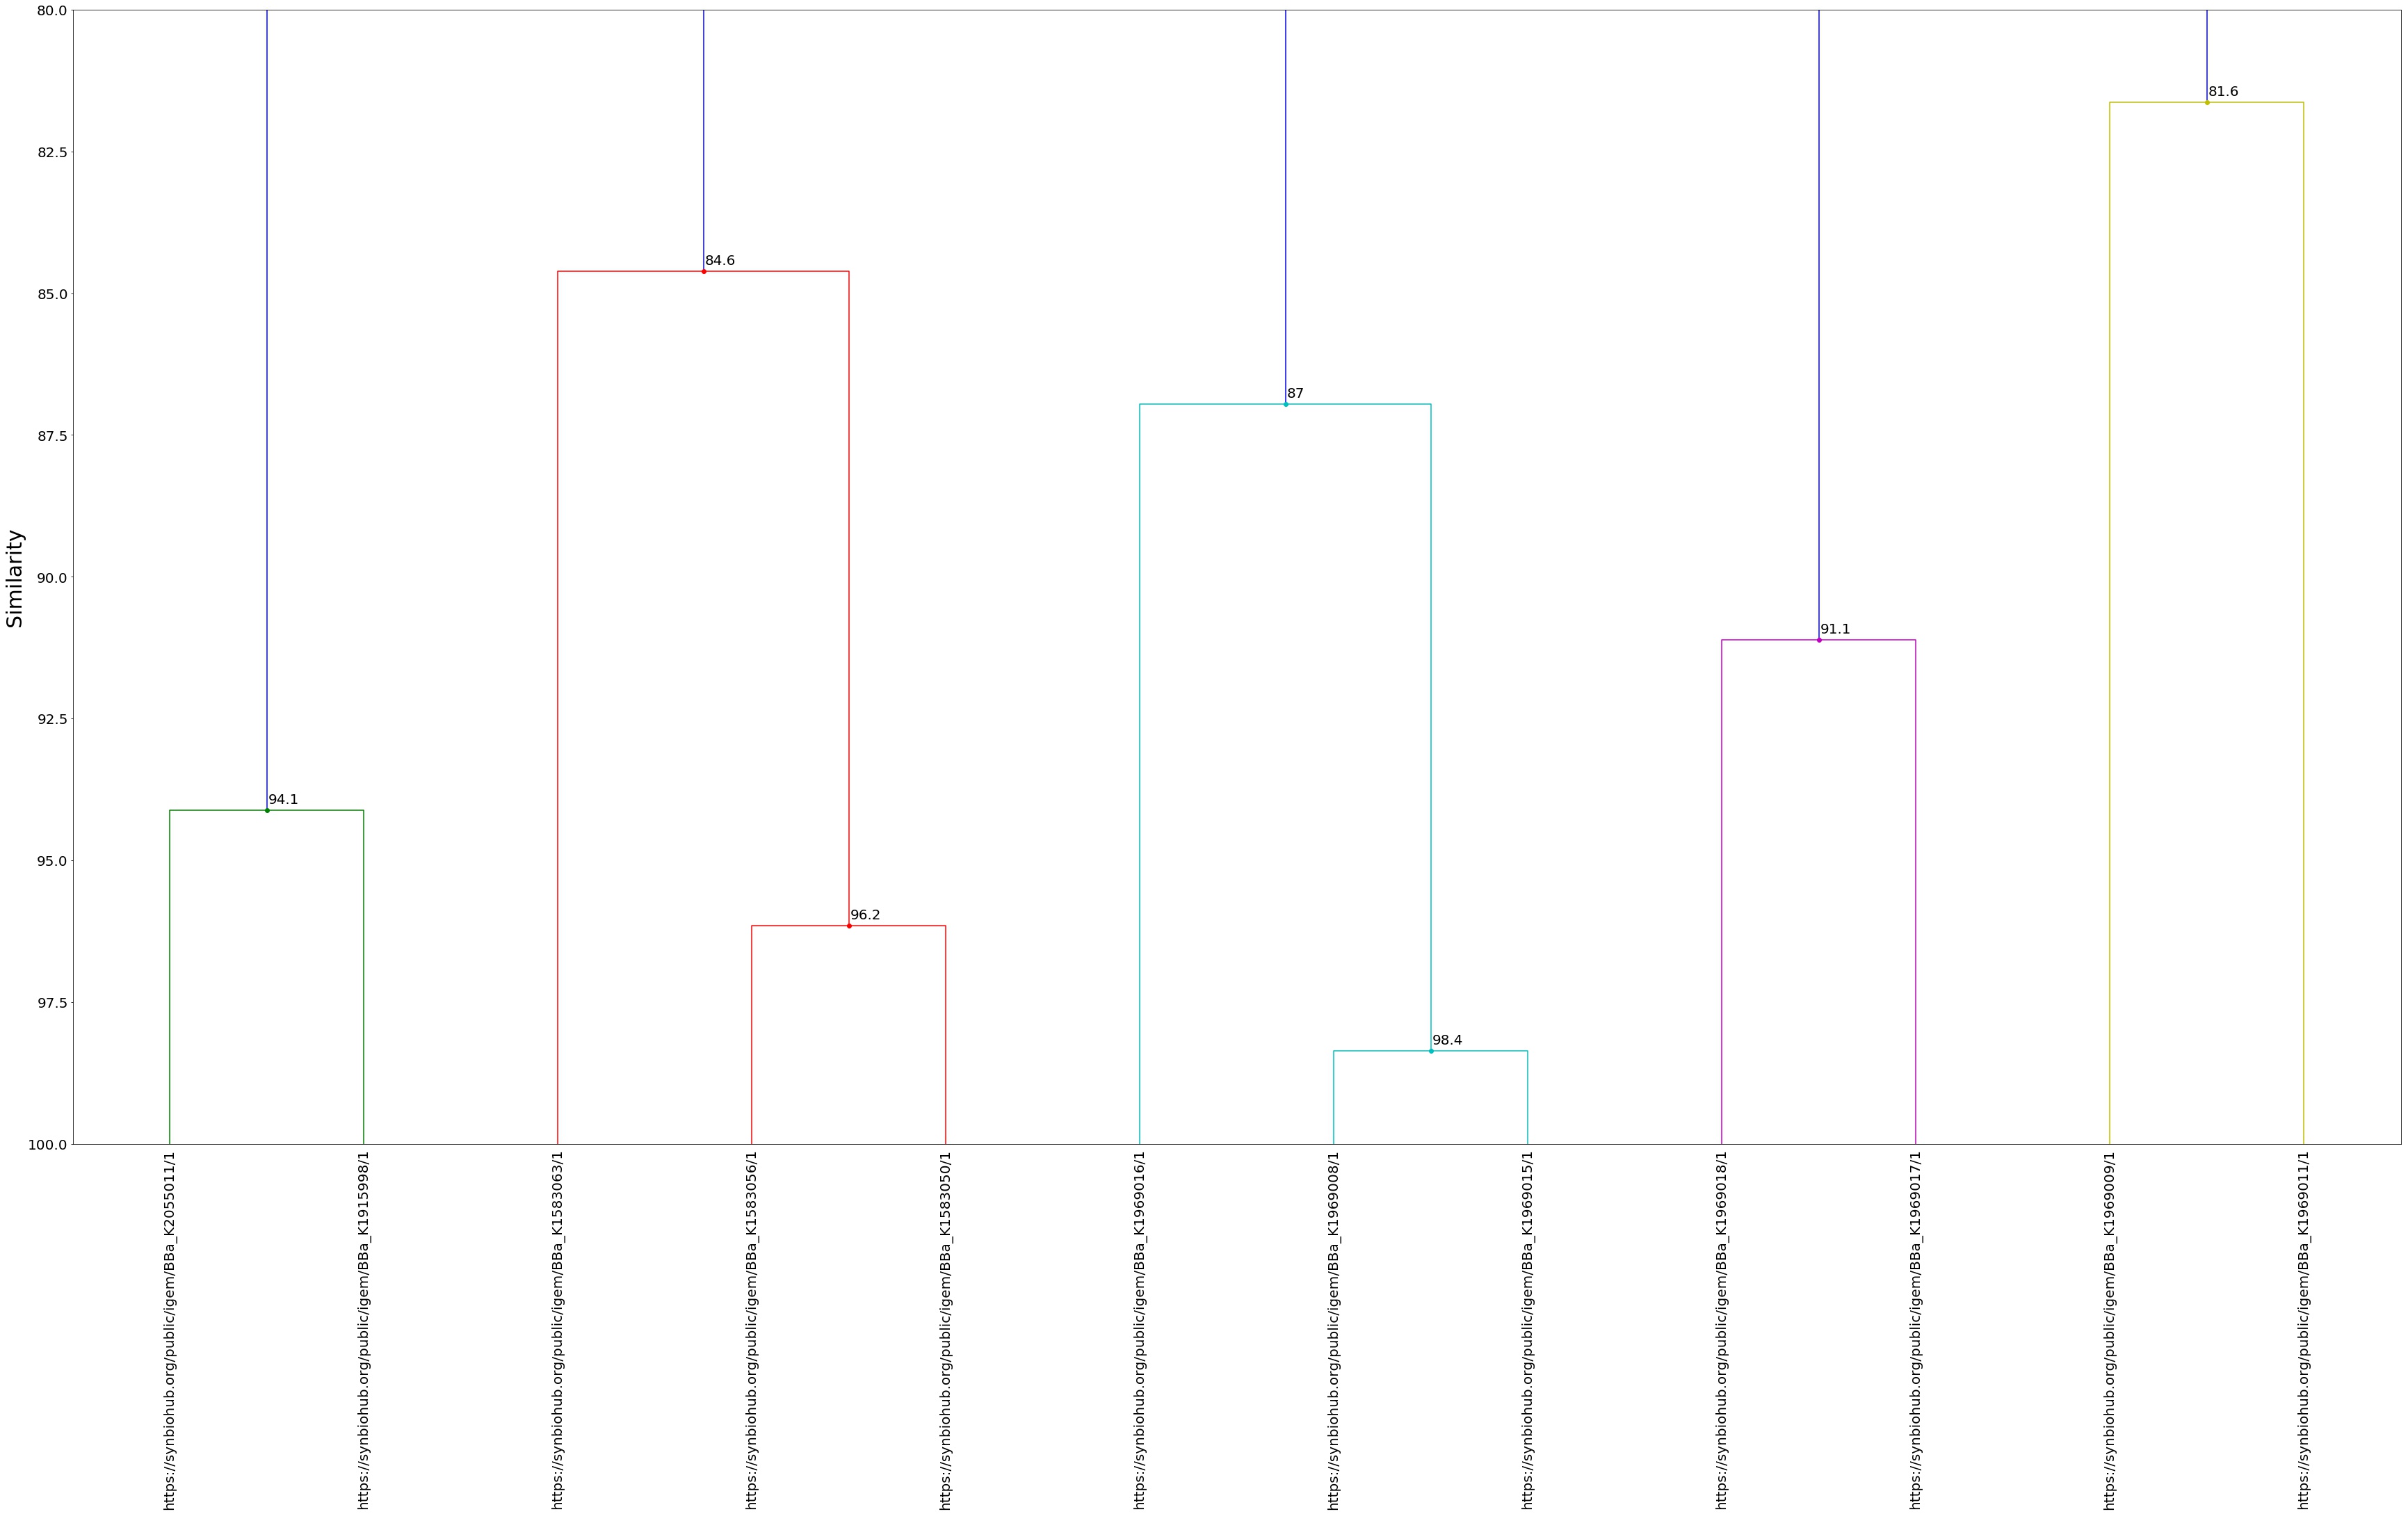 80.0
81.6
82.5
84.6
85.0
87
87.5
90.0
Similarity
91.1
92.5
94.1
95.0
96.2
97.5
98.4
100.0
https://synbiohub.org/public/igem/BBa_K2055011/1
https://synbiohub.org/public/igem/BBa_K1915998/1
https://synbiohub.org/public/igem/BBa_K1583063/1
https://synbiohub.org/public/igem/BBa_K1583056/1
https://synbiohub.org/public/igem/BBa_K1583050/1
https://synbiohub.org/public/igem/BBa_K1969016/1
https://synbiohub.org/public/igem/BBa_K1969008/1
https://synbiohub.org/public/igem/BBa_K1969015/1
https://synbiohub.org/public/igem/BBa_K1969018/1
https://synbiohub.org/public/igem/BBa_K1969017/1
https://synbiohub.org/public/igem/BBa_K1969009/1
https://synbiohub.org/public/igem/BBa_K1969011/1